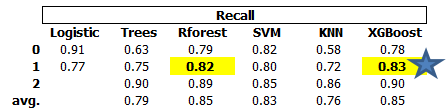 Recall
Logistic Trees Rforest SVM KNN XGBoost
0 0.91 0.63 0.79 0.82 0.58 0.78
1 0.77 0.75 0.82 0.80 0.72 0.83
2 0.90 0.89 0.85 0.86 0.90
avg. 0.79 0.85 0.83 0.76 0.85